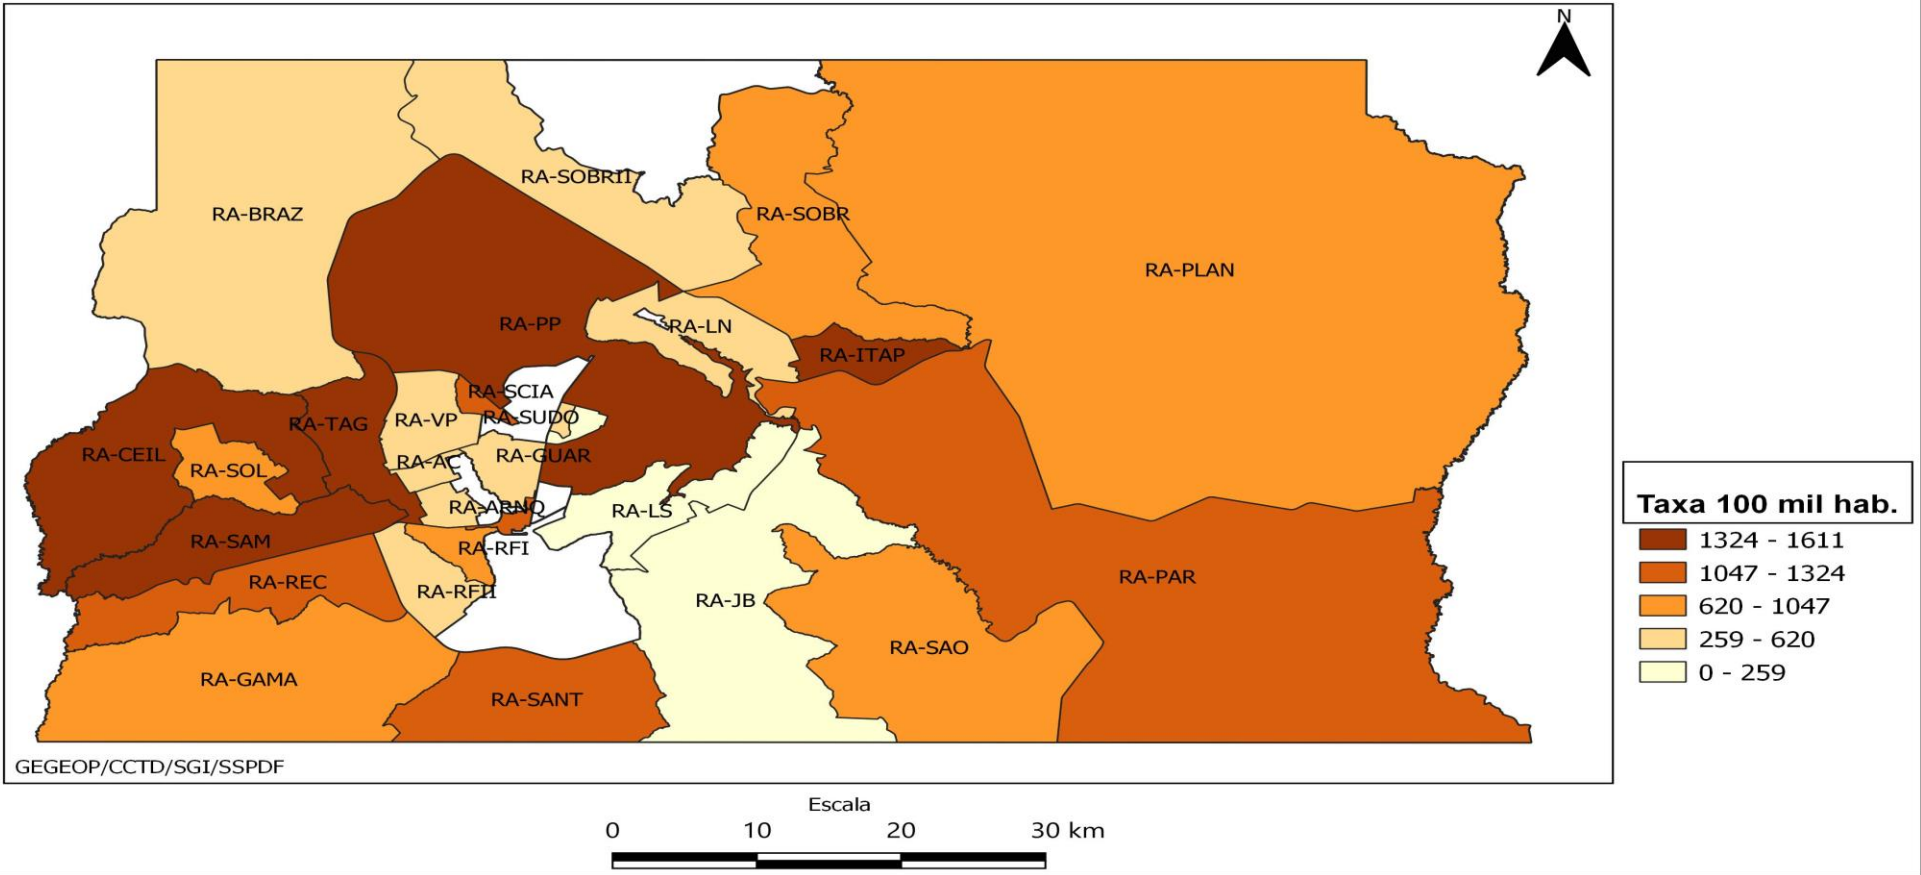 N
RA-SOBRII
RA-BRAZ
RA-SOBR
RA-PLAN
RA-PP
RA-LN
RA-ITAP
RA-SCIA
RA-SUDO
RA-VP
RA-TAG
RA-CEIL
RA-GUAR
RA-AC
RA-SOL
RA-ARNQ
RA-LS
RA-SAM
RA-RFI
RA-REC
RA-PAR
RA-RFII
RA-JB
RA-SAO
RA-GAMA
RA-SANT
GEGEOP/CCTD/SGI/SSPDF
Taxa 100 mil hab.
1324 - 1611
1047 - 1324
620 - 1047
259 - 620
0 - 259
Escala
0 10 20 30 km